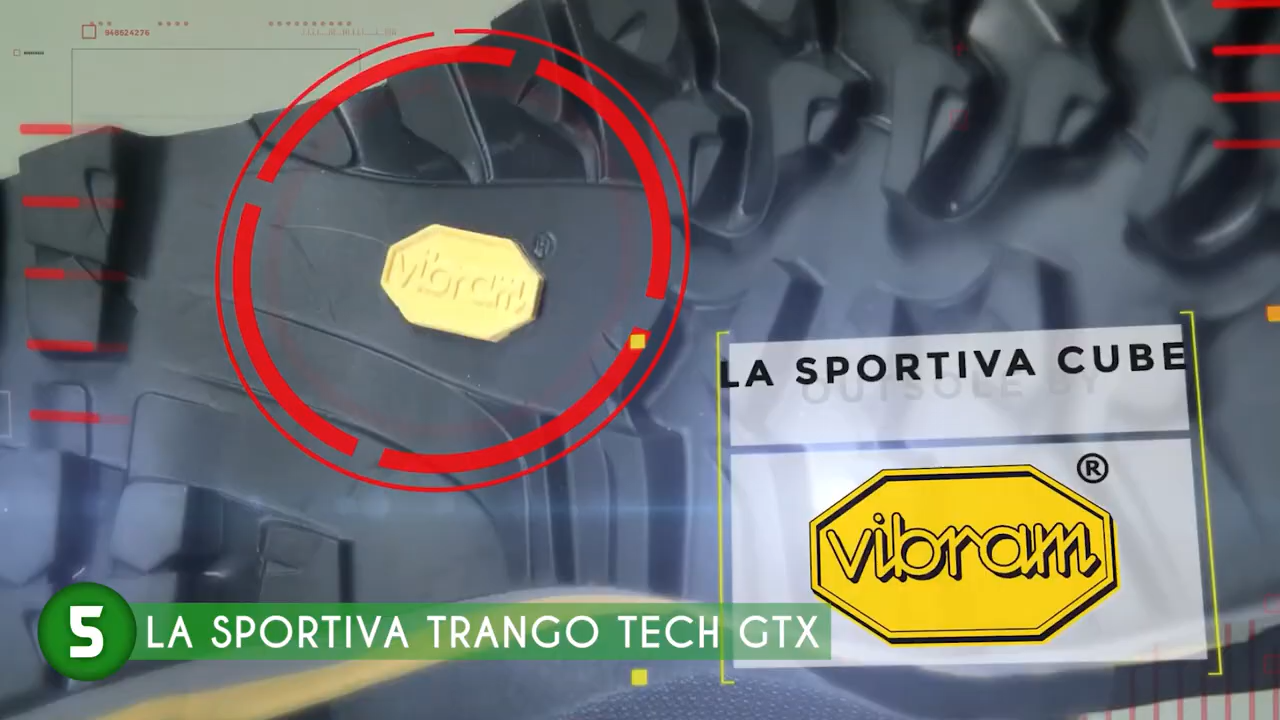 948624276
vibram
®
LA SPORTIVA CUBE
OUTSOLE BY
®
vibram
5
LA SPORTIVA TRANGO TECH GTX